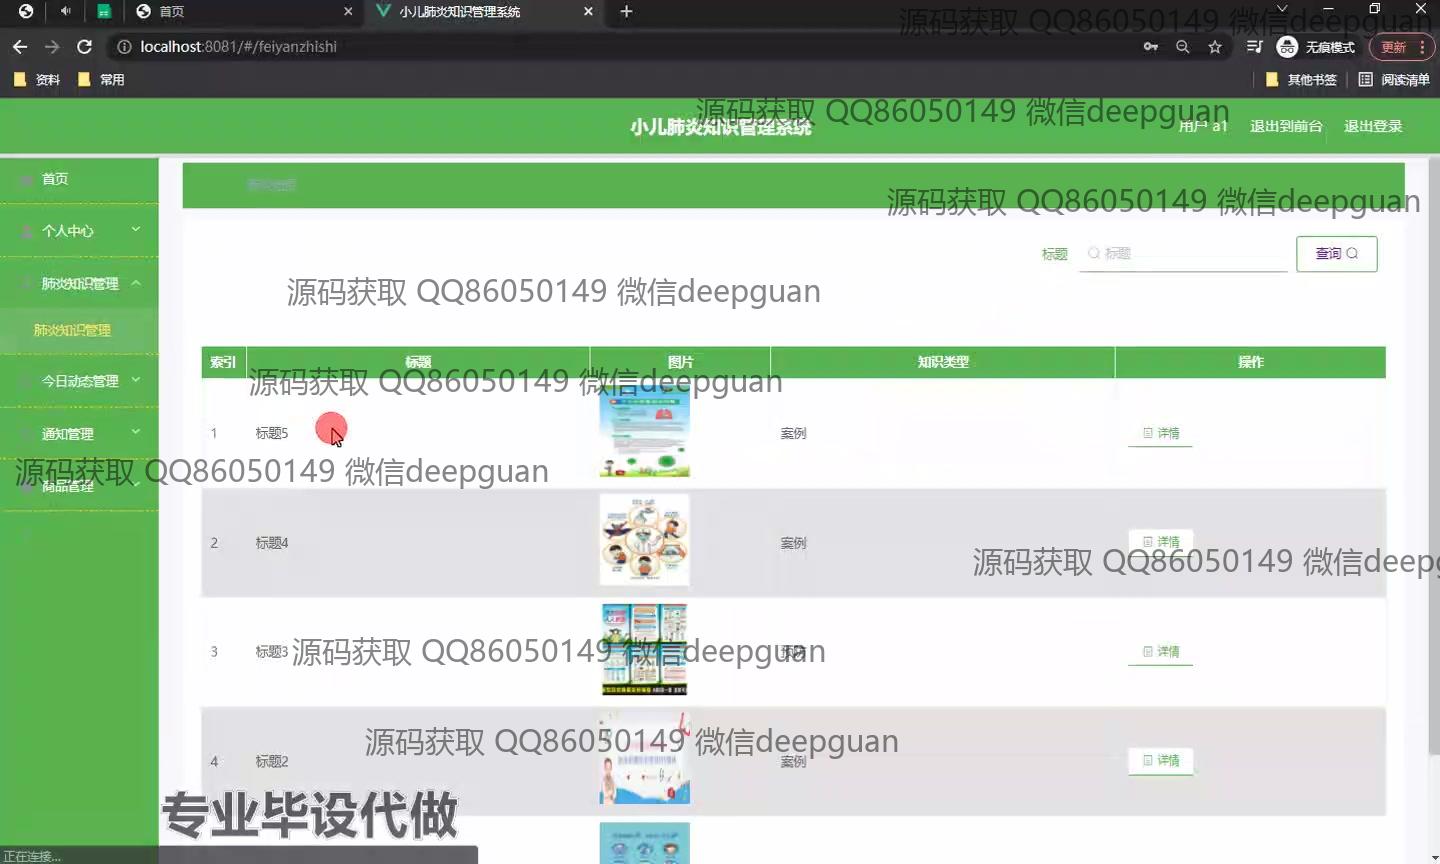 首页
小儿肺炎知识管理系统
localhost:8081/#/feiyanzhishi
无痕模式
更新
资料
常用
其他书签
阅读清单
源码获取 QQ86050149 微信deepguan
源码获取 QQ86050149 微信deepguan
小儿肺炎知识管理系统
用户 a1
退出到前台
退出登录
首页
个人中心
肺炎知识管理
肺炎知识管理
今日动态管理
通知管理
商品管理
源码获取 QQ86050149 微信deepguan
标题
标题
查询
源码获取 QQ86050149 微信deepguan
索引 标题 图片 知识类型 操作
源码获取 QQ86050149 微信deepguan
1 标题5 案例 详情
源码获取 QQ86050149 微信deepguan
2 标题4 案例 详情
源码获取 QQ86050149 微信deepg
3 标题3 详情
源码获取 QQ86050149 微信deepguan
源码获取 QQ86050149 微信deepguan
4 标题2 案例 详情
专业毕设代做
正在连接...